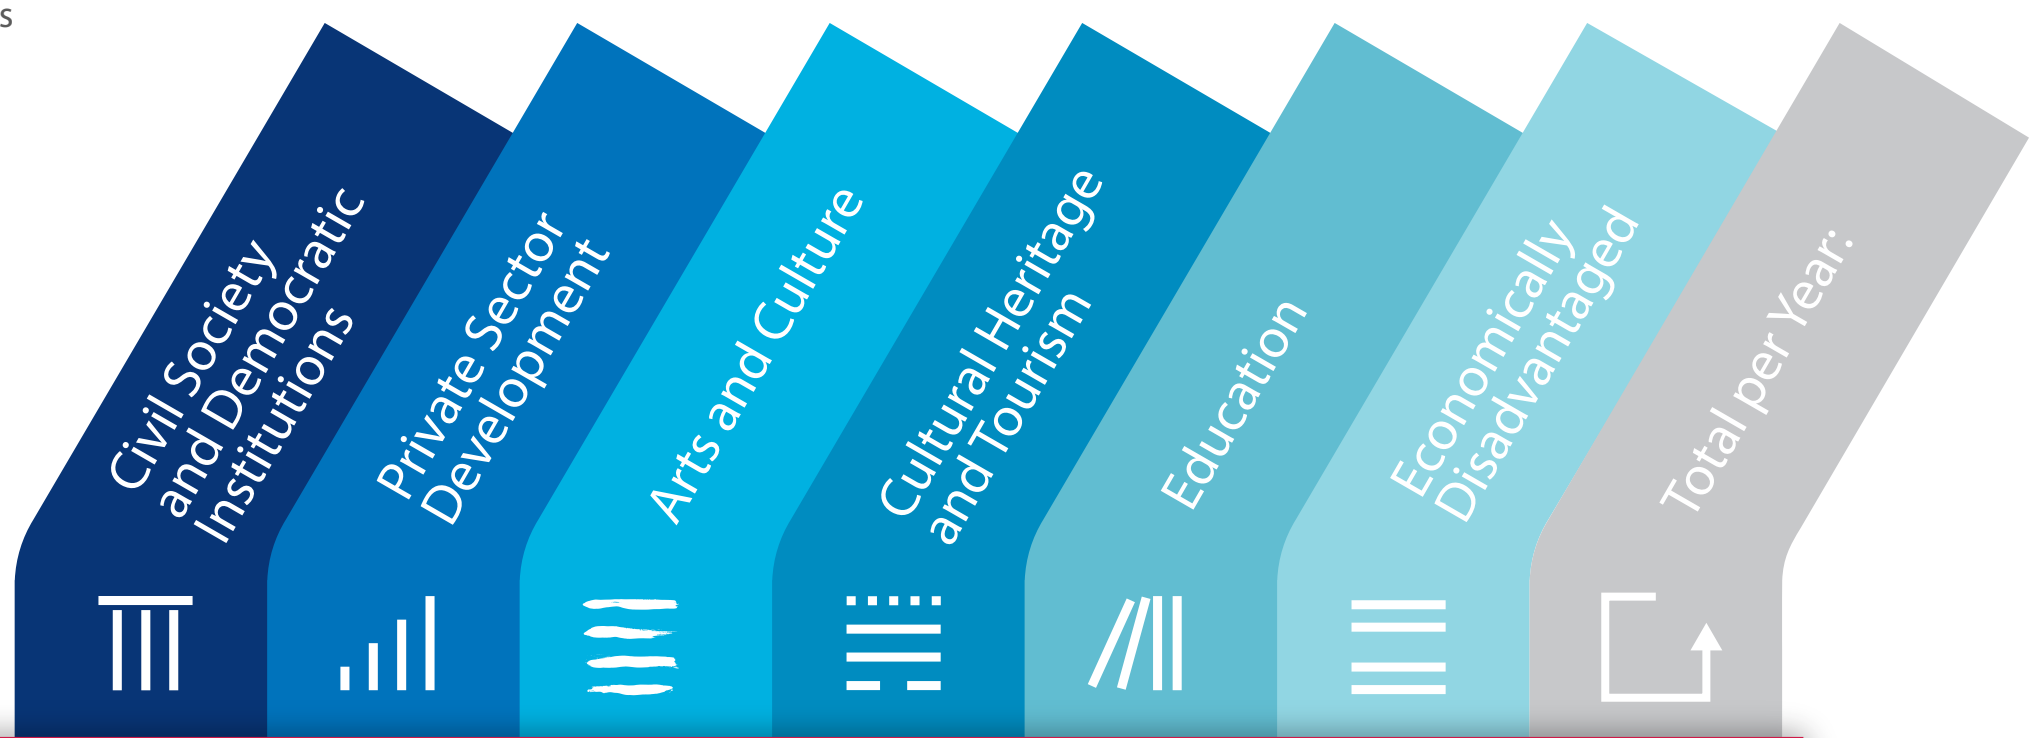 s
Civil Society
and Democratic
Institutions
Private Sector
Development
Arts and Culture
Cultural Heritage
and Tourism
Education
Economically
Disadvantaged
Total per Year: